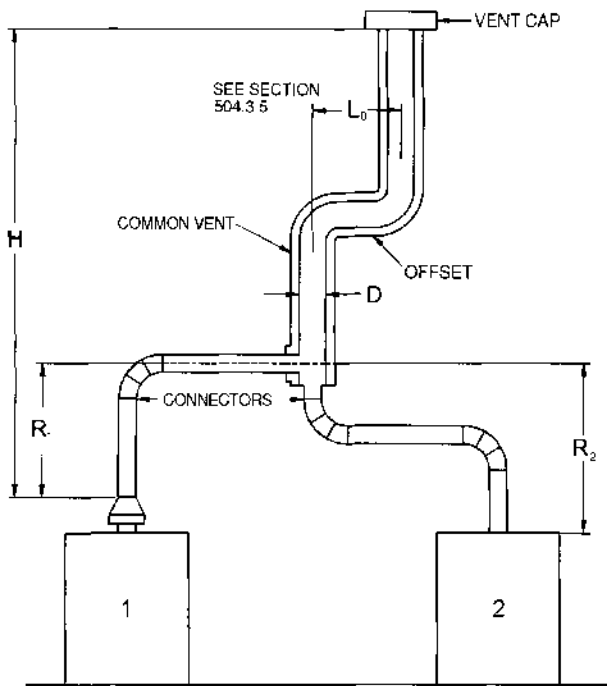 VENT CAP
SEE SECTION
504.3 5
L₀
COMMON VENT
H
OFFSET
D
CONNECTORS
R
R₂
1
2